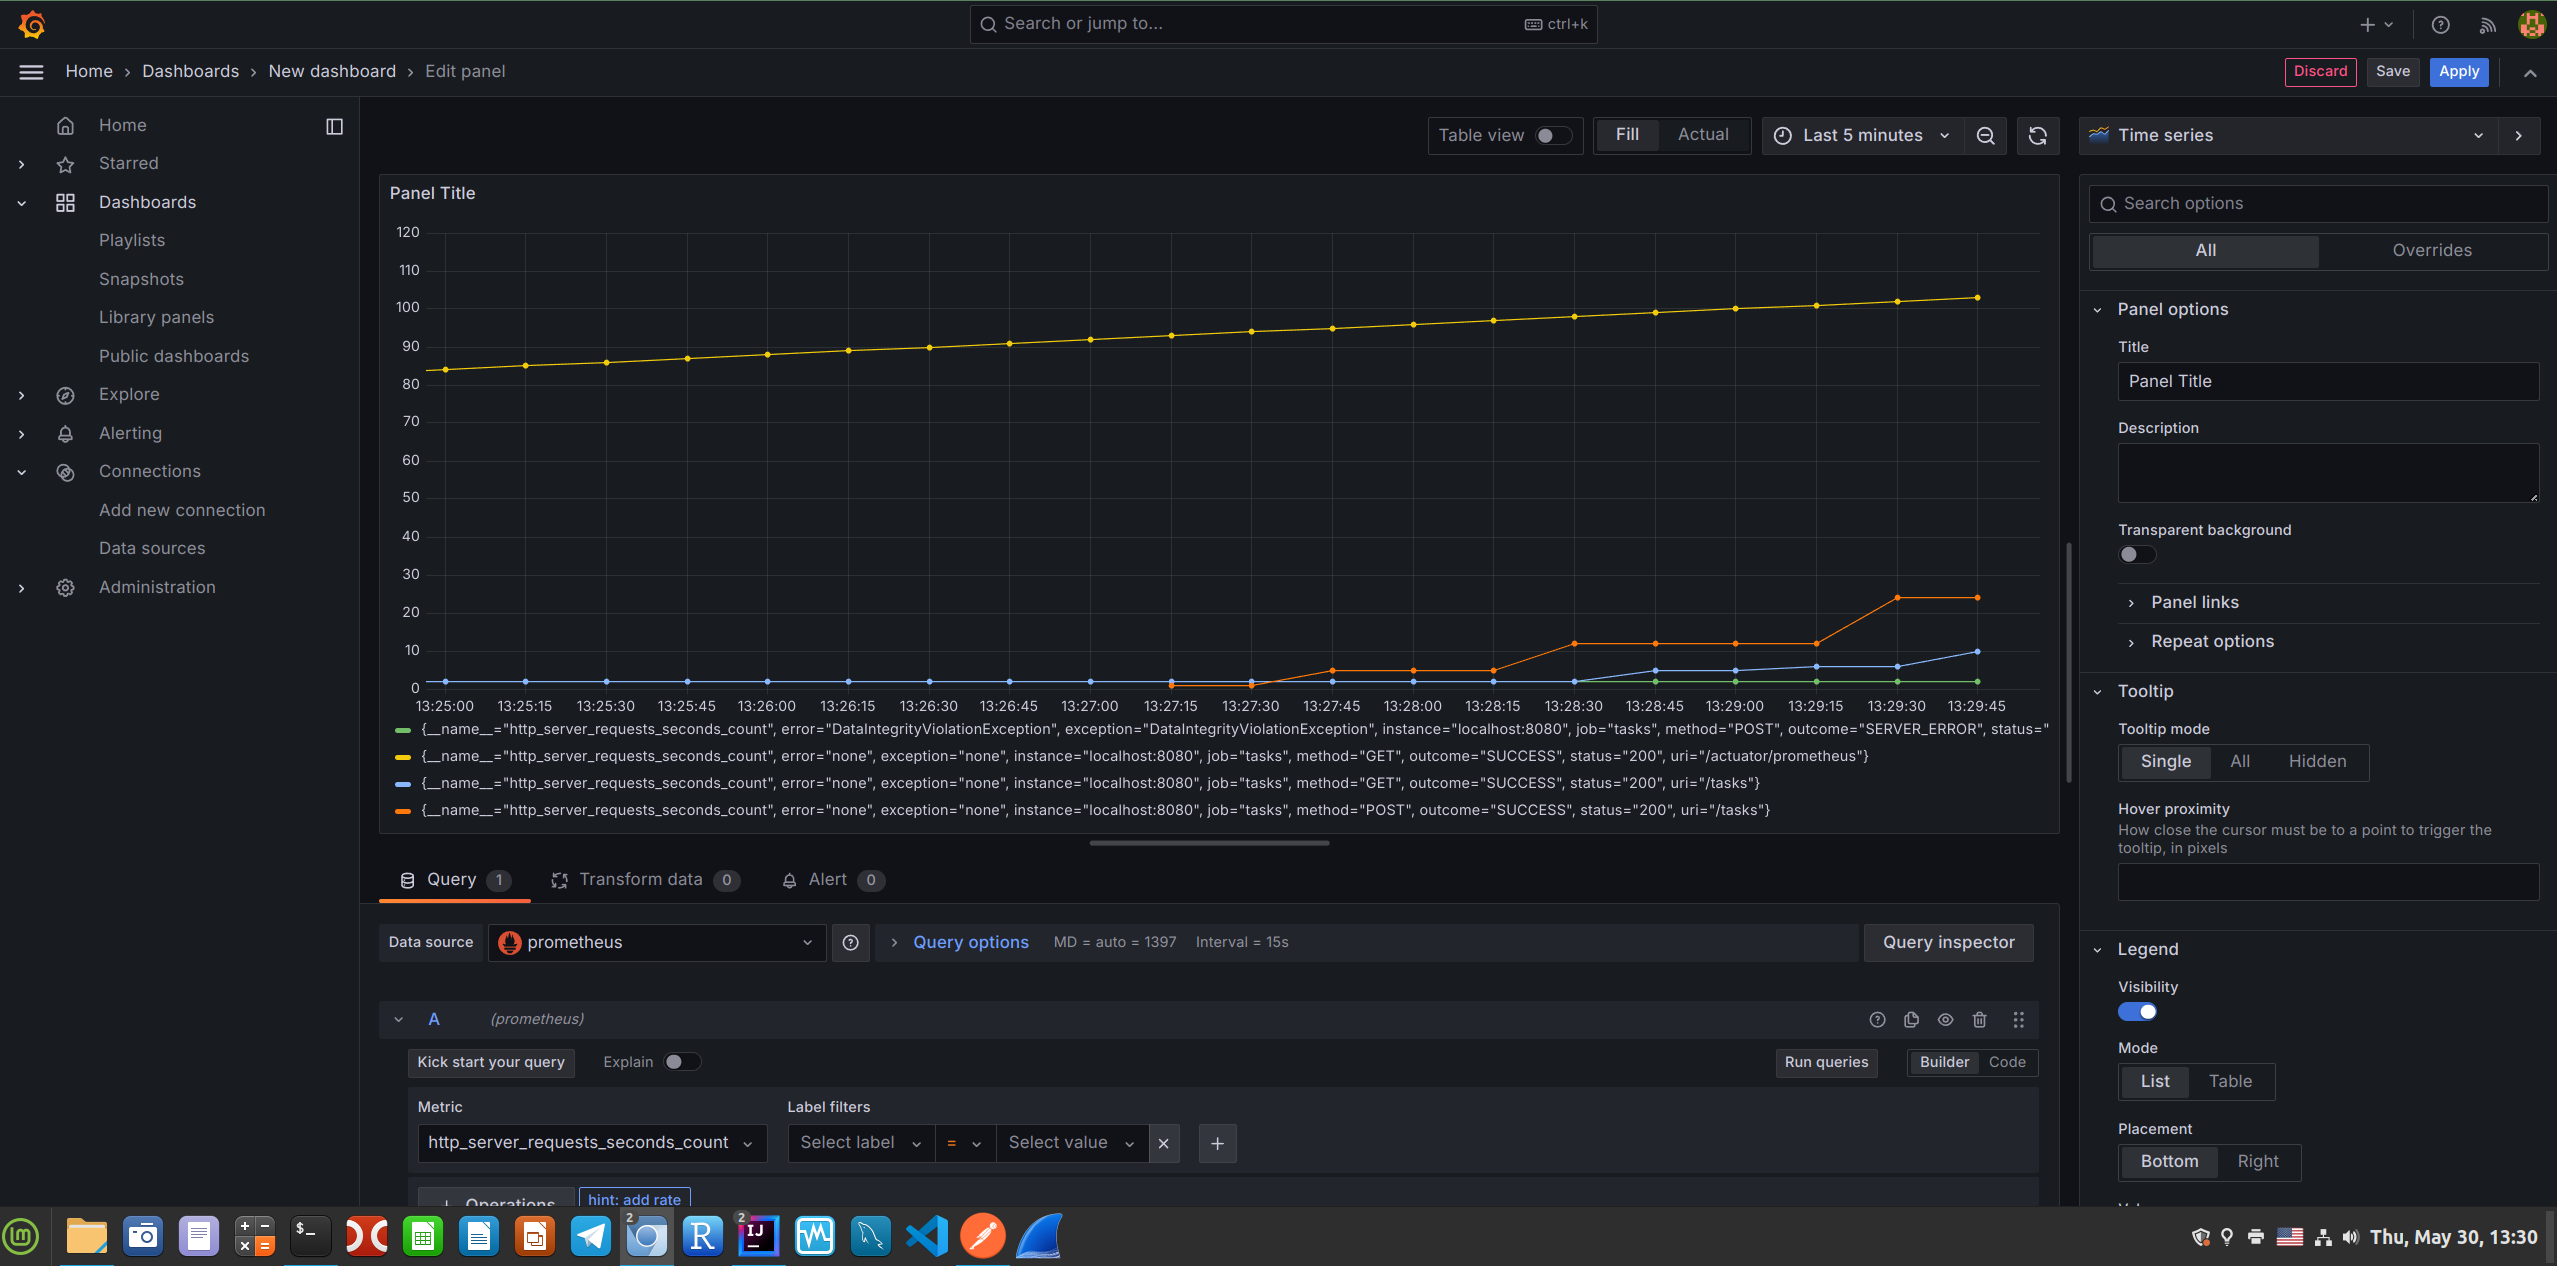 Search or jump to...
ctrl+k
Home › Dashboards › New dashboard › Edit panel
Discard
Save
Apply
Home
Starred
Dashboards
Playlists
Snapshots
Library panels
Public dashboards
Explore
Alerting
Connections
Add new connection
Data sources
Administration
Table view
Fill
Actual
Last 5 minutes
Panel Title
120
110
100
90
80
70
60
50
40
30
20
10
0
13:25:00 13:25:15 13:25:30 13:25:45 13:26:00 13:26:15 13:26:30 13:26:45 13:27:00 13:27:15 13:27:30 13:27:45 13:28:00 13:28:15 13:28:30 13:28:45 13:29:00 13:29:15 13:29:30 13:29:45
{__name__="http_server_requests_seconds_count", error="DataIntegrityViolationException", exception="DataIntegrityViolationException", instance="localhost:8080", job="tasks", method="POST", outcome="SERVER_ERROR", status="
{__name__="http_server_requests_seconds_count", error="none", exception="none", instance="localhost:8080", job="tasks", method="GET", outcome="SUCCESS", status="200", uri="/actuator/prometheus"}
{__name__="http_server_requests_seconds_count", error="none", exception="none", instance="localhost:8080", job="tasks", method="GET", outcome="SUCCESS", status="200", uri="/tasks"}
{__name__="http_server_requests_seconds_count", error="none", exception="none", instance="localhost:8080", job="tasks", method="POST", outcome="SUCCESS", status="200", uri="/tasks"}
Query 1
Transform data 0
Alert 0
Data source
prometheus
Query options
MD = auto = 1397
Interval = 15s
Query inspector
A
(prometheus)
Kick start your query
Explain
Run queries
Builder
Code
Metric
Label filters
http_server_requests_seconds_count
Select label
=
Select value
+ Operations
hint: add rate
Time series
Search options
All
Overrides
Panel options
Title
Panel Title
Description
Transparent background
Panel links
Repeat options
Tooltip
Tooltip mode
Single
All
Hidden
Hover proximity
How close the cursor must be to a point to trigger the
tooltip, in pixels
Legend
Visibility
Mode
List
Table
Placement
Bottom
Right
$_
2
R
2
IJ
Thu, May 30, 13:30